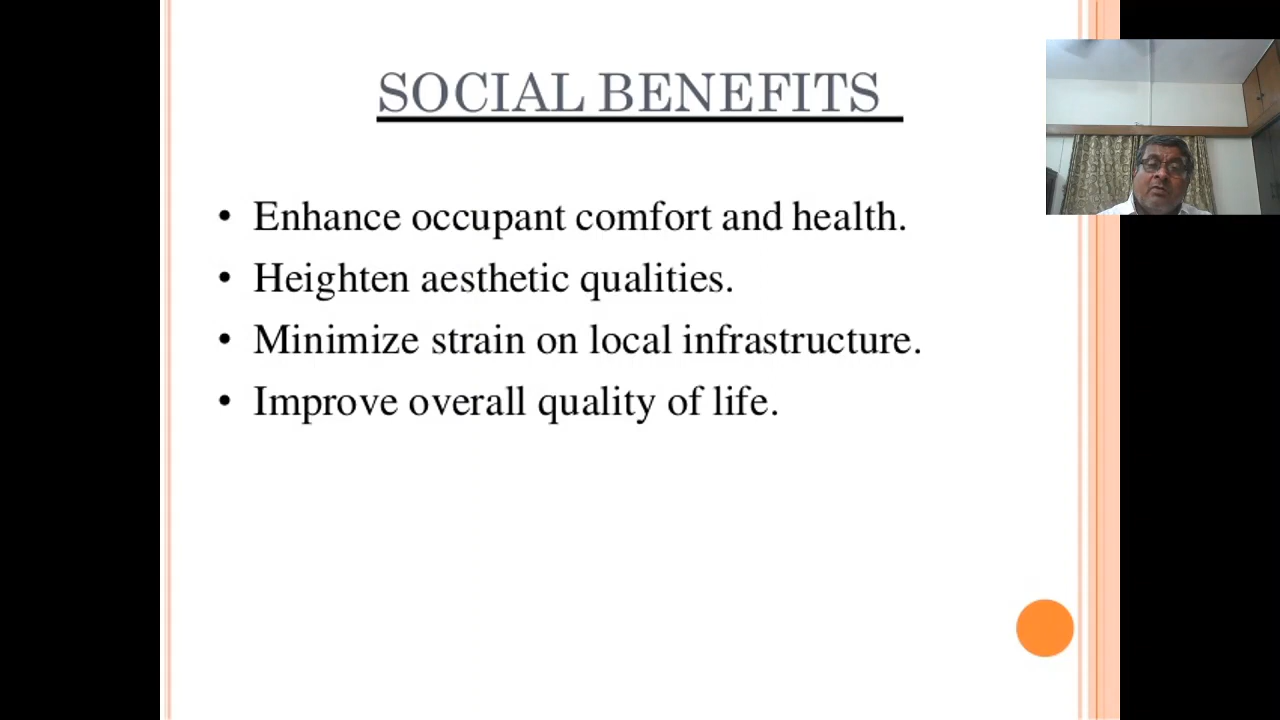 SOCIAL BENEFITS
• Enhance occupant comfort and health.
• Heighten aesthetic qualities.
• Minimize strain on local infrastructure.
• Improve overall quality of life.